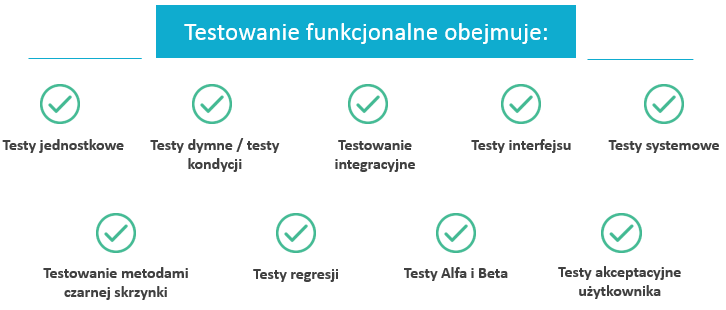 Testowanie funkcjonalne obejmuje:
Testy jednostkowe
Testy dymne / testy
kondycji
Testowanie
integracyjne
Testy interfejsu
Testy systemowe
Testowanie metodami
czarnej skrzynki
Testy regresji
Testy Alfa i Beta
Testy akceptacyjne
użytkownika